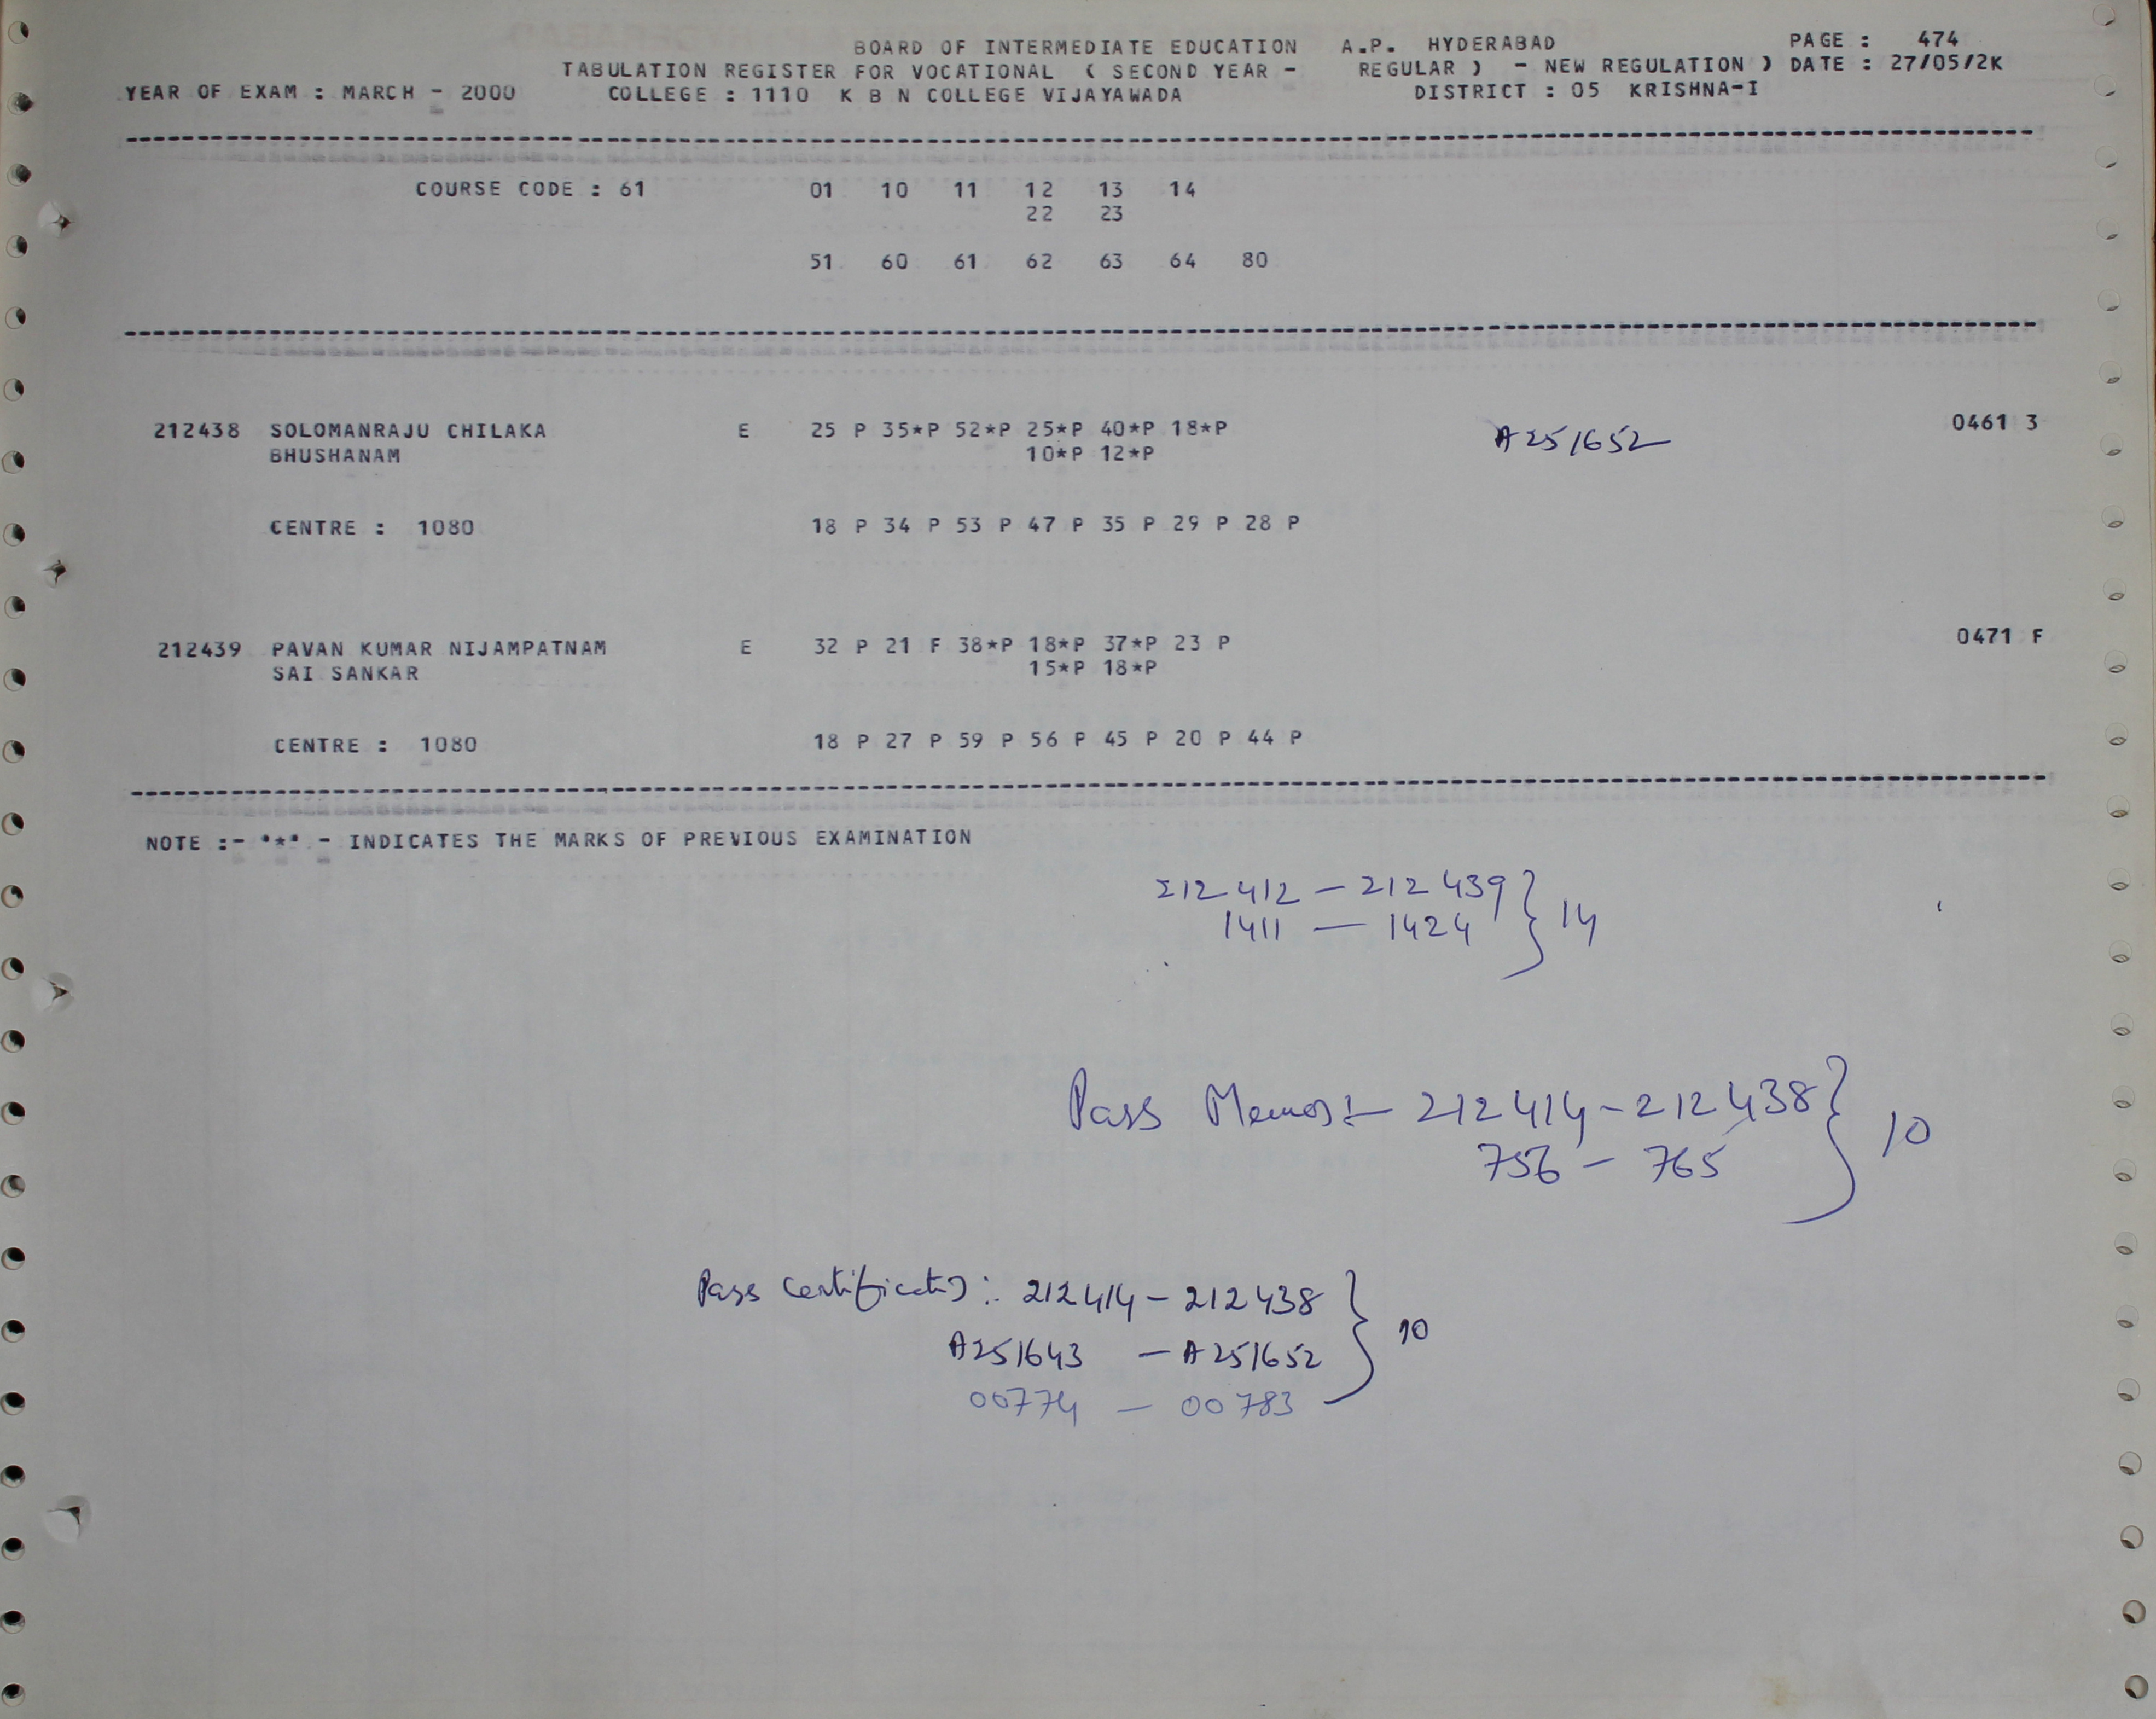 BOARD OF INTERMEDIATE EDUCATION A.P. HYDERABAD PAGE : 474
TABULATION REGISTER FOR VOCATIONAL ( SECOND YEAR - REGULAR ) - NEW REGULATION ) DATE : 27/05/2K
YEAR OF EXAM : MARCH - 2000 COLLEGE : 1110 K B N COLLEGE VIJAYAWADA DISTRICT : 05 KRISHNA-I
COURSE CODE : 61 01 10 11 12 13 14
22 23
51 60 61 62 63 64 80
212438 SOLOMANRAJU CHILAKA E 25 P 35*P 52*P 25*P 40*P 18*P A251652 0461 3
BHUSHANAM 10*P 12*P
CENTRE : 1080 18 P 34 P 53 P 47 P 35 P 29 P 28 P
212439 PAVAN KUMAR NIJAMPATNAM E 32 P 21 F 38*P 18*P 37*P 23 P 0471 F
SAI SANKAR 15*P 18*P
CENTRE : 1080 18 P 27 P 59 P 56 P 45 P 20 P 44 P
NOTE :- '*' - INDICATES THE MARKS OF PREVIOUS EXAMINATION
212412 - 212439
1411 - 1424 } 14
Pass Memos :- 212414 - 212438
756 - 765 } 10
Pass Certificates : 212414 - 212438
A251643 - A251652 } 10
00774 - 00783